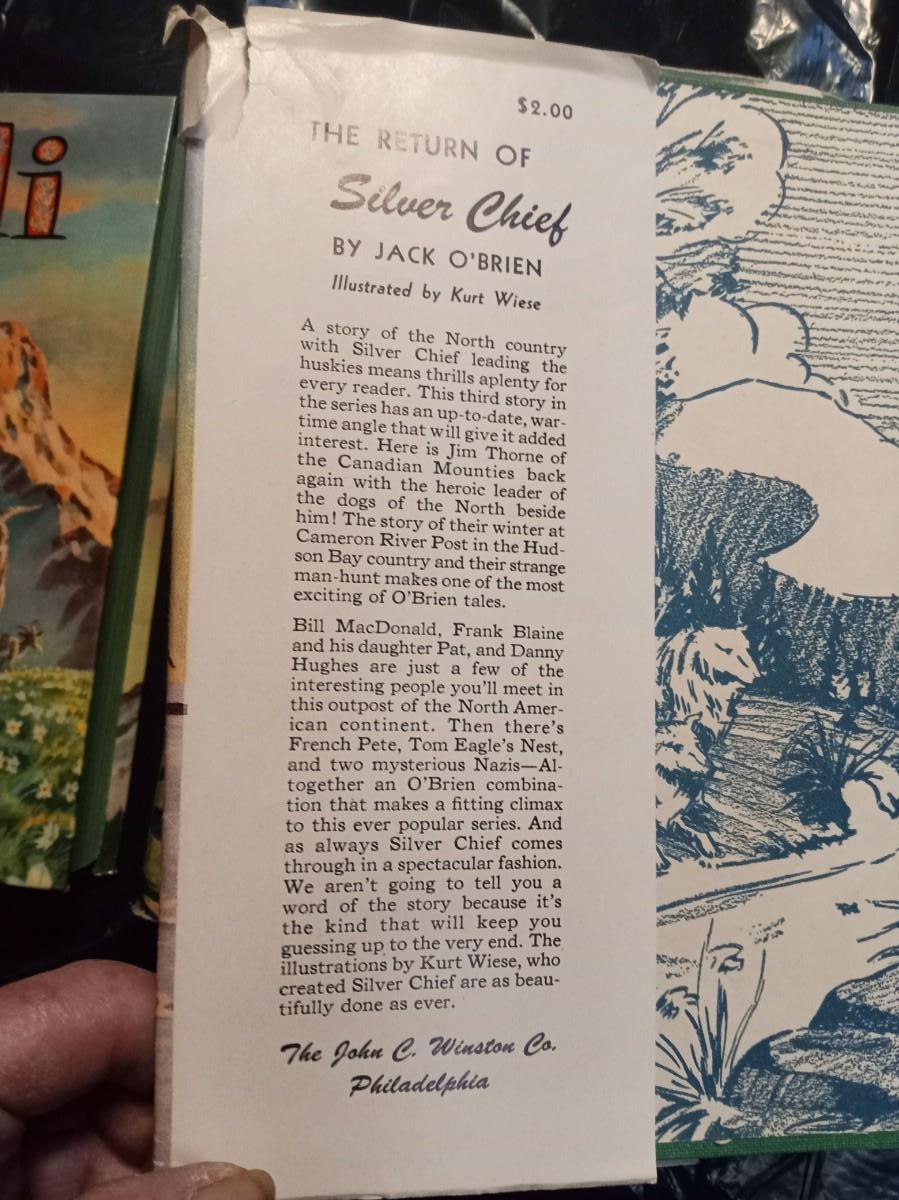 li
$2.00
THE RETURN OF
Silver Chief
BY JACK O'BRIEN
Illustrated by Kurt Wiese
A story of the North country
with Silver Chief leading the
huskies means thrills aplenty for
every reader. This third story in
the series has an up-to-date, war-
time angle that will give it added
interest. Here is Jim Thorne of
the Canadian Mounties back
again with the heroic leader of
the dogs of the North beside
him! The story of their winter at
Cameron River Post in the Hud-
son Bay country and their strange
man-hunt makes one of the most
exciting of O'Brien tales.
Bill MacDonald, Frank Blaine
and his daughter Pat, and Danny
Hughes are just a few of the
interesting people you'll meet in
this outpost of the North Amer-
ican continent. Then there's
French Pete, Tom Eagle's Nest,
and two mysterious Nazis—Al-
together an O'Brien combina-
tion that makes a fitting climax
to this ever popular series. And
as always Silver Chief comes
through in a spectacular fashion.
We aren't going to tell you a
word of the story because it's
the kind that will keep you
guessing up to the very end. The
illustrations by Kurt Wiese, who
created Silver Chief are as beau-
tifully done as ever.
The John C. Winston Co.
Philadelphia